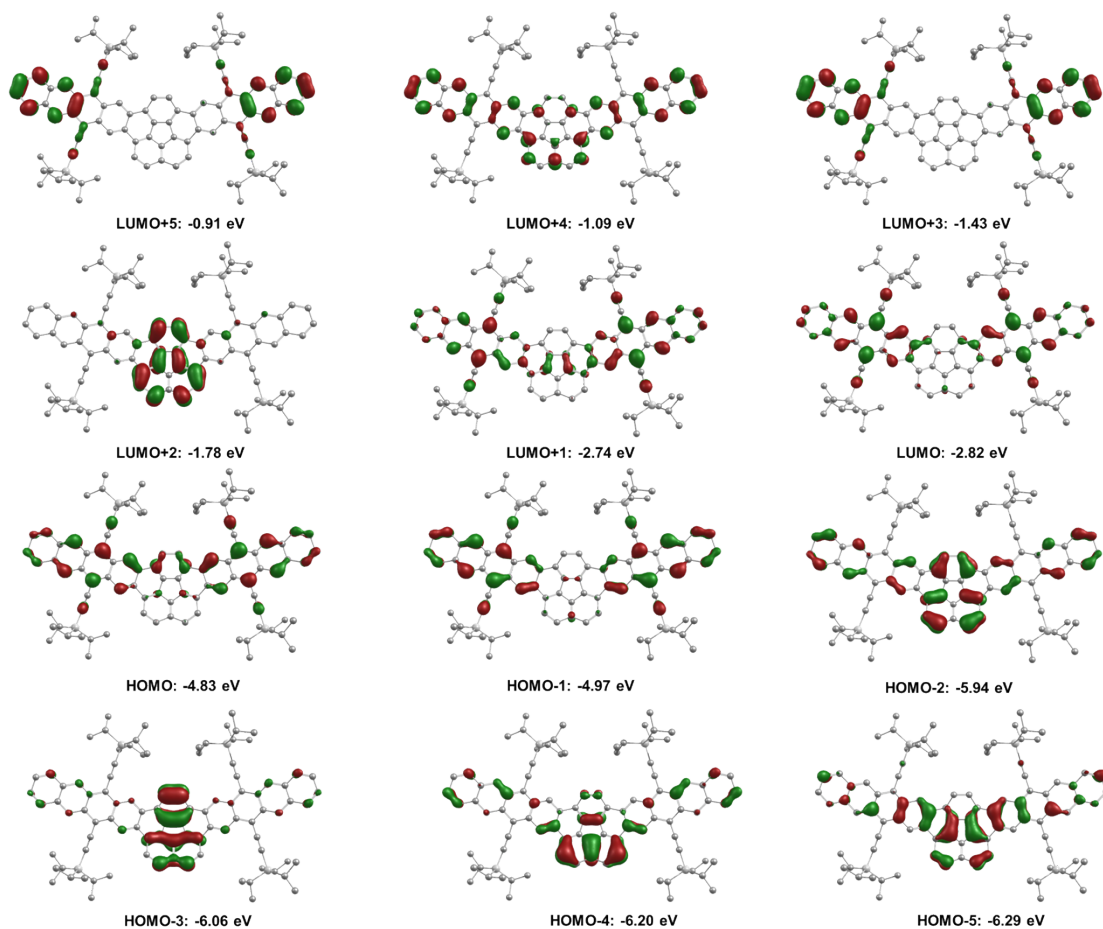 LUMO+5: -0.91 eV
LUMO+4: -1.09 eV
LUMO+3: -1.43 eV
LUMO+2: -1.78 eV
LUMO+1: -2.74 eV
LUMO: -2.82 eV
HOMO: -4.83 eV
HOMO-1: -4.97 eV
HOMO-2: -5.94 eV
HOMO-3: -6.06 eV
HOMO-4: -6.20 eV
HOMO-5: -6.29 eV